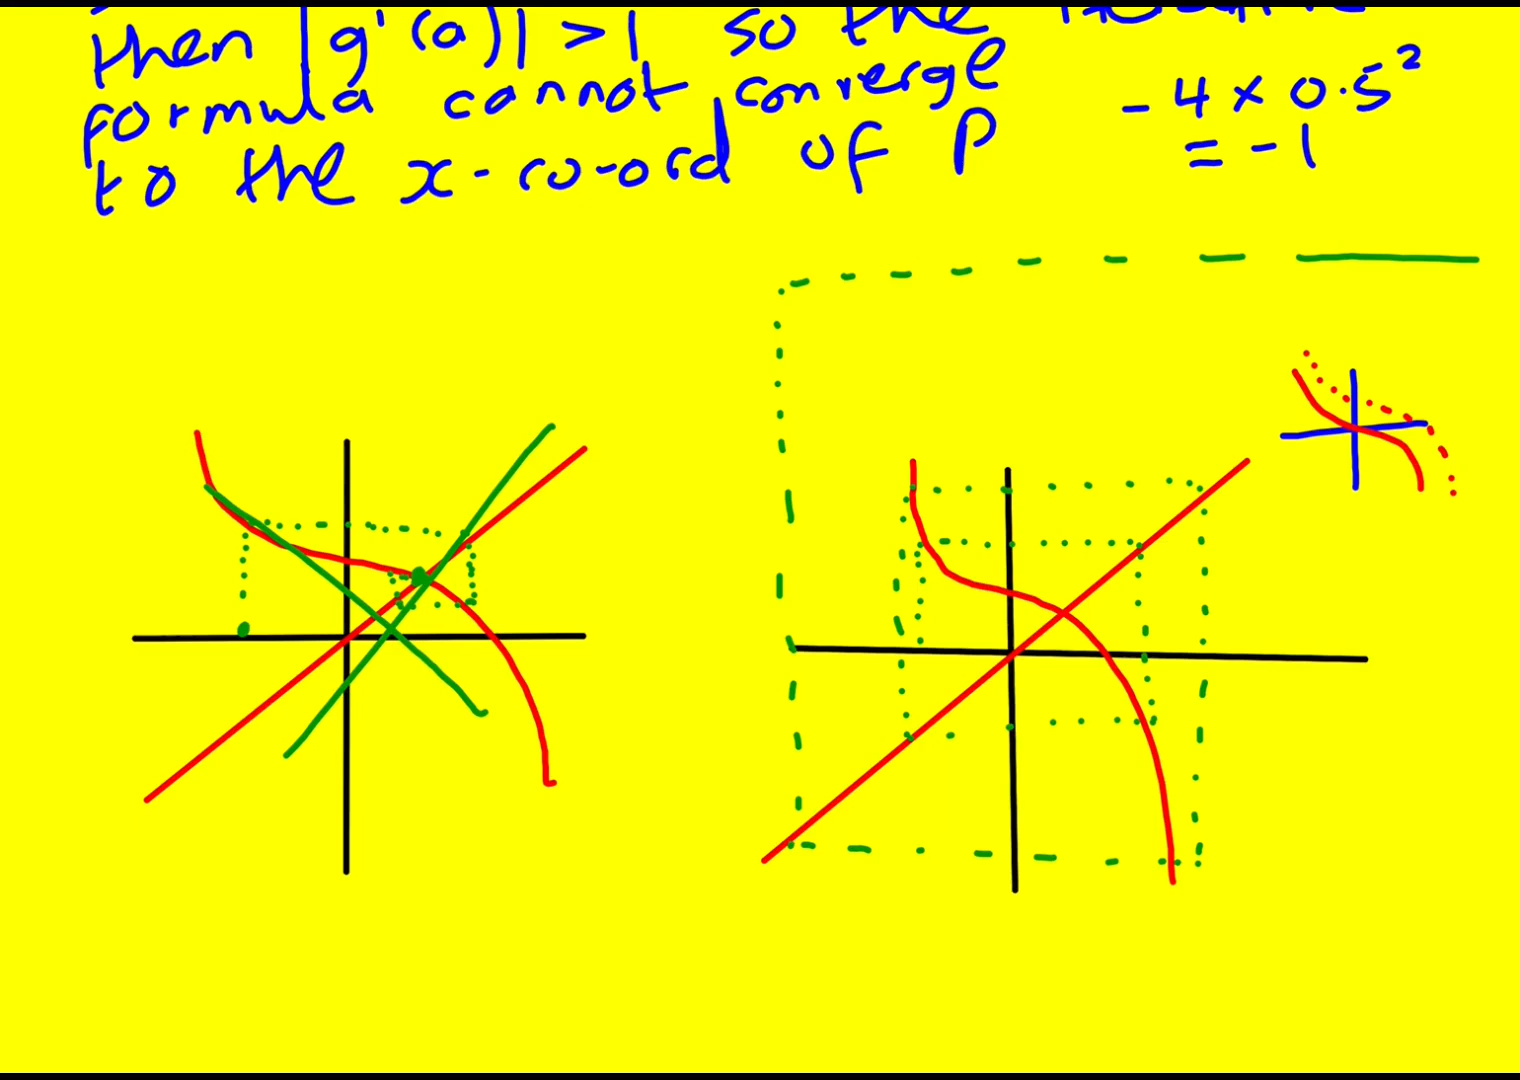 then |g'(a)| > 1 so the
formula cannot converge
to the x-co-ord of P
-4 × 0.5²
= -1